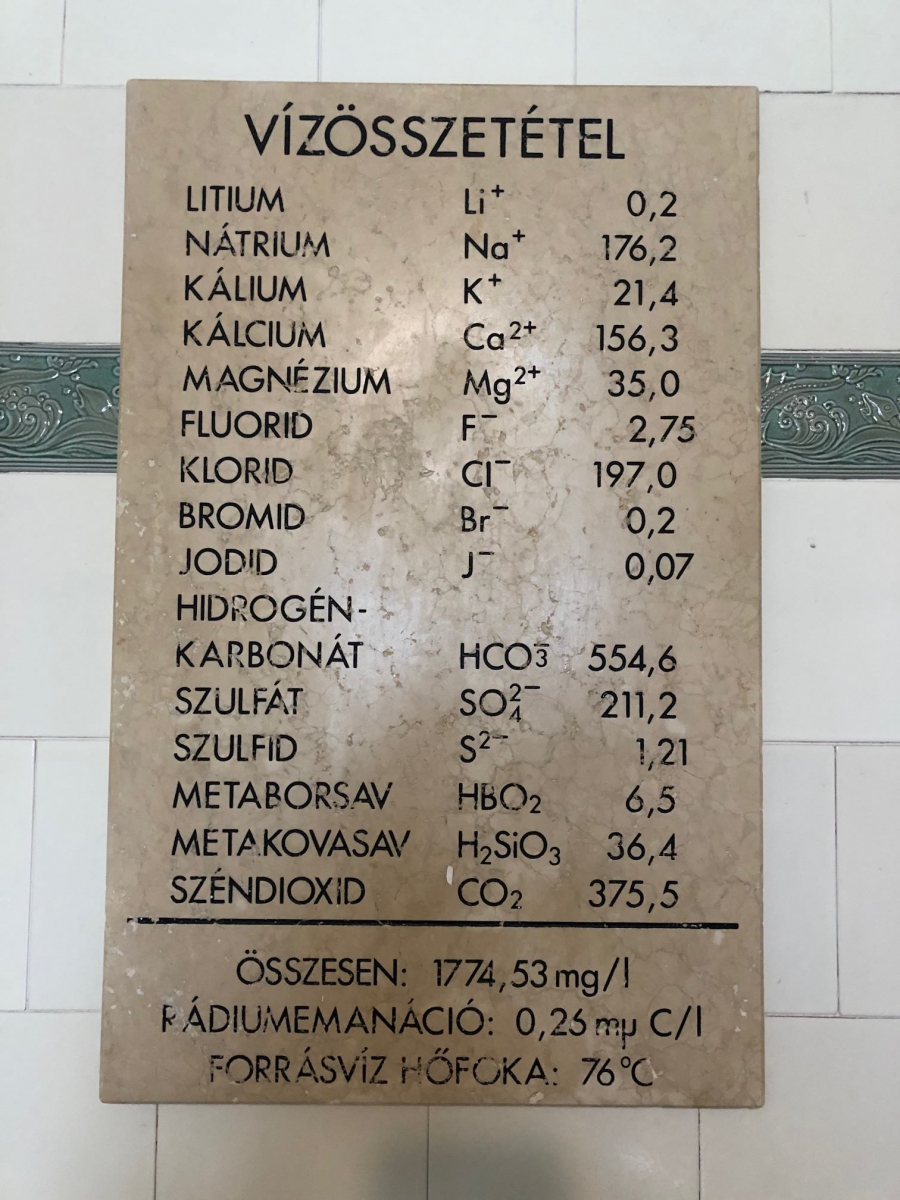 VÍZÖSSZETÉTEL
LITIUM Li⁺ 0,2
NÁTRIUM Na⁺ 176,2
KÁLIUM K⁺ 21,4
KÁLCIUM Ca²⁺ 156,3
MAGNÉZIUM Mg²⁺ 35,0
FLUORID F⁻ 2,75
KLORID Cl⁻ 197,0
BROMID Br⁻ 0,2
JODID J⁻ 0,07
HIDROGÉN-
KARBONÁT HCO₃⁻ 554,6
SZULFÁT SO₄²⁻ 211,2
SZULFID S²⁻ 1,21
METABORSAV HBO₂ 6,5
METAKOVASAV H₂SiO₃ 36,4
SZÉNDIOXID CO₂ 375,5
ÖSSZESEN: 1774,53 mg/l
RÁDIUMEMANÁCIÓ: 0,26 mμ C/l
FORRÁSVÍZ HŐFOKA: 76°C